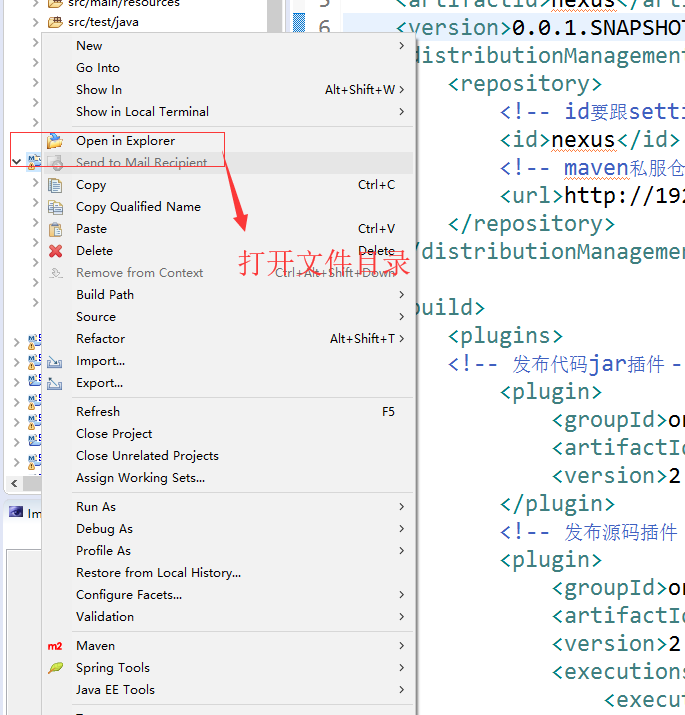 src/main/resources
src/test/java
New
Go Into
Show In Alt+Shift+W
Show in Local Terminal
Open in Explorer
Send to Mail Recipient
Copy Ctrl+C
Copy Qualified Name
Paste Ctrl+V
Delete Delete
打开文件目录
Remove from Context Ctrl+Alt+Shift+Down
Build Path
Source
Refactor Alt+Shift+T
Import...
Export...
Refresh F5
Close Project
Close Unrelated Projects
Assign Working Sets...
Run As
Debug As
Profile As
Restore from Local History...
Configure Facets...
Validation
m2 Maven
Spring Tools
Java EE Tools
Im
5 <artifactId>nexus</ar
6 <version>0.0.1.SNAPSHOT
distributionManagement
<repository>
<!-- id要跟setti
<id>nexus</id>
<!-- maven私服仓
<url>http://192
</repository>
/distributionManagemen
build>
<plugins>
<!-- 发布代码jar插件 -
<plugin>
<groupId>or
<artifactId
<version>2
</plugin>
<!-- 发布源码插件
<plugin>
<groupId>or
<artifactId
<version>2
<executions
<execut